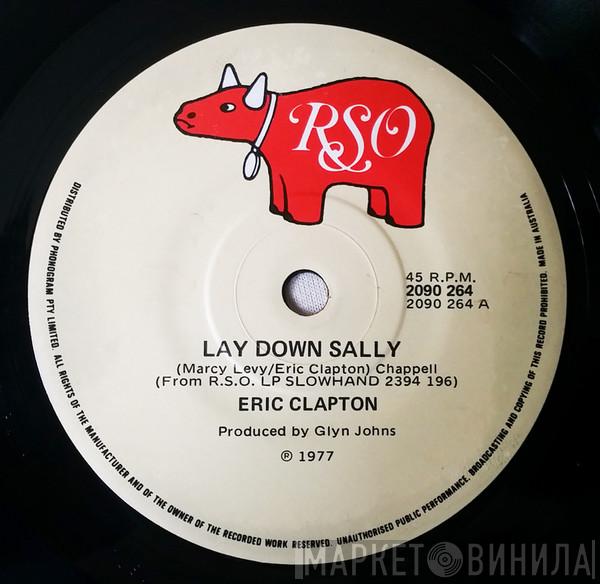 RSO
45 R.P.M.
2090 264
2090 264 A
LAY DOWN SALLY
(Marcy Levy/Eric Clapton) Chappell
(From R.S.O. LP SLOWHAND 2394 196)
ERIC CLAPTON
Produced by Glyn Johns
℗ 1977
DISTRIBUTED BY PHONOGRAM PTY LIMITED. ALL RIGHTS OF THE MANUFACTURER AND OF THE OWNER OF THE RECORDED WORK RESERVED. UNAUTHORISED PUBLIC PERFORMANCE, BROADCASTING AND COPYING OF THIS RECORD PROHIBITED. MADE IN AUSTRALIA
МАРКЕТ ВИНИЛА